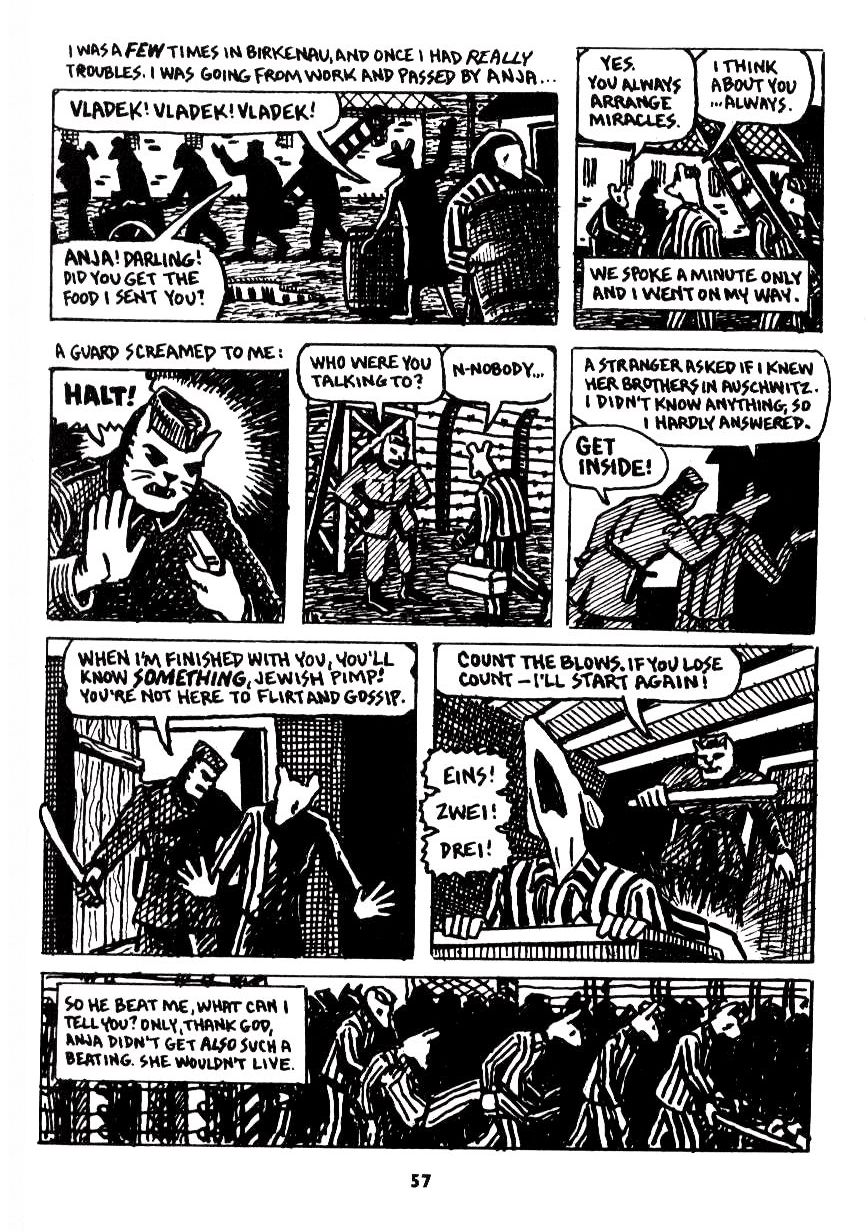 I WAS A FEW TIMES IN BIRKENAU, AND ONCE I HAD REALLY
TROUBLES. I WAS GOING FROM WORK AND PASSED BY ANJA...
VLADEK! VLADEK! VLADEK!
ANJA! DARLING!
DID YOU GET THE
FOOD I SENT YOU?
YES.
YOU ALWAYS
ARRANGE
MIRACLES.
I THINK
ABOUT YOU
...ALWAYS.
WE SPOKE A MINUTE ONLY
AND I WENT ON MY WAY.
A GUARD SCREAMED TO ME:
HALT!
WHO WERE YOU
TALKING TO?
N-NOBODY...
A STRANGER ASKED IF I KNEW
HER BROTHERS IN AUSCHWITZ.
I DIDN'T KNOW ANYTHING, SO
I HARDLY ANSWERED.
GET
INSIDE!
WHEN I'M FINISHED WITH YOU, YOU'LL
KNOW SOMETHING, JEWISH PIMP!
YOU'RE NOT HERE TO FLIRT AND GOSSIP.
COUNT THE BLOWS. IF YOU LOSE
COUNT – I'LL START AGAIN!
EINS!
ZWEI!
DREI!
SO HE BEAT ME, WHAT CAN I
TELL YOU? ONLY, THANK GOD,
ANJA DIDN'T GET ALSO SUCH A
BEATING. SHE WOULDN'T LIVE.
57